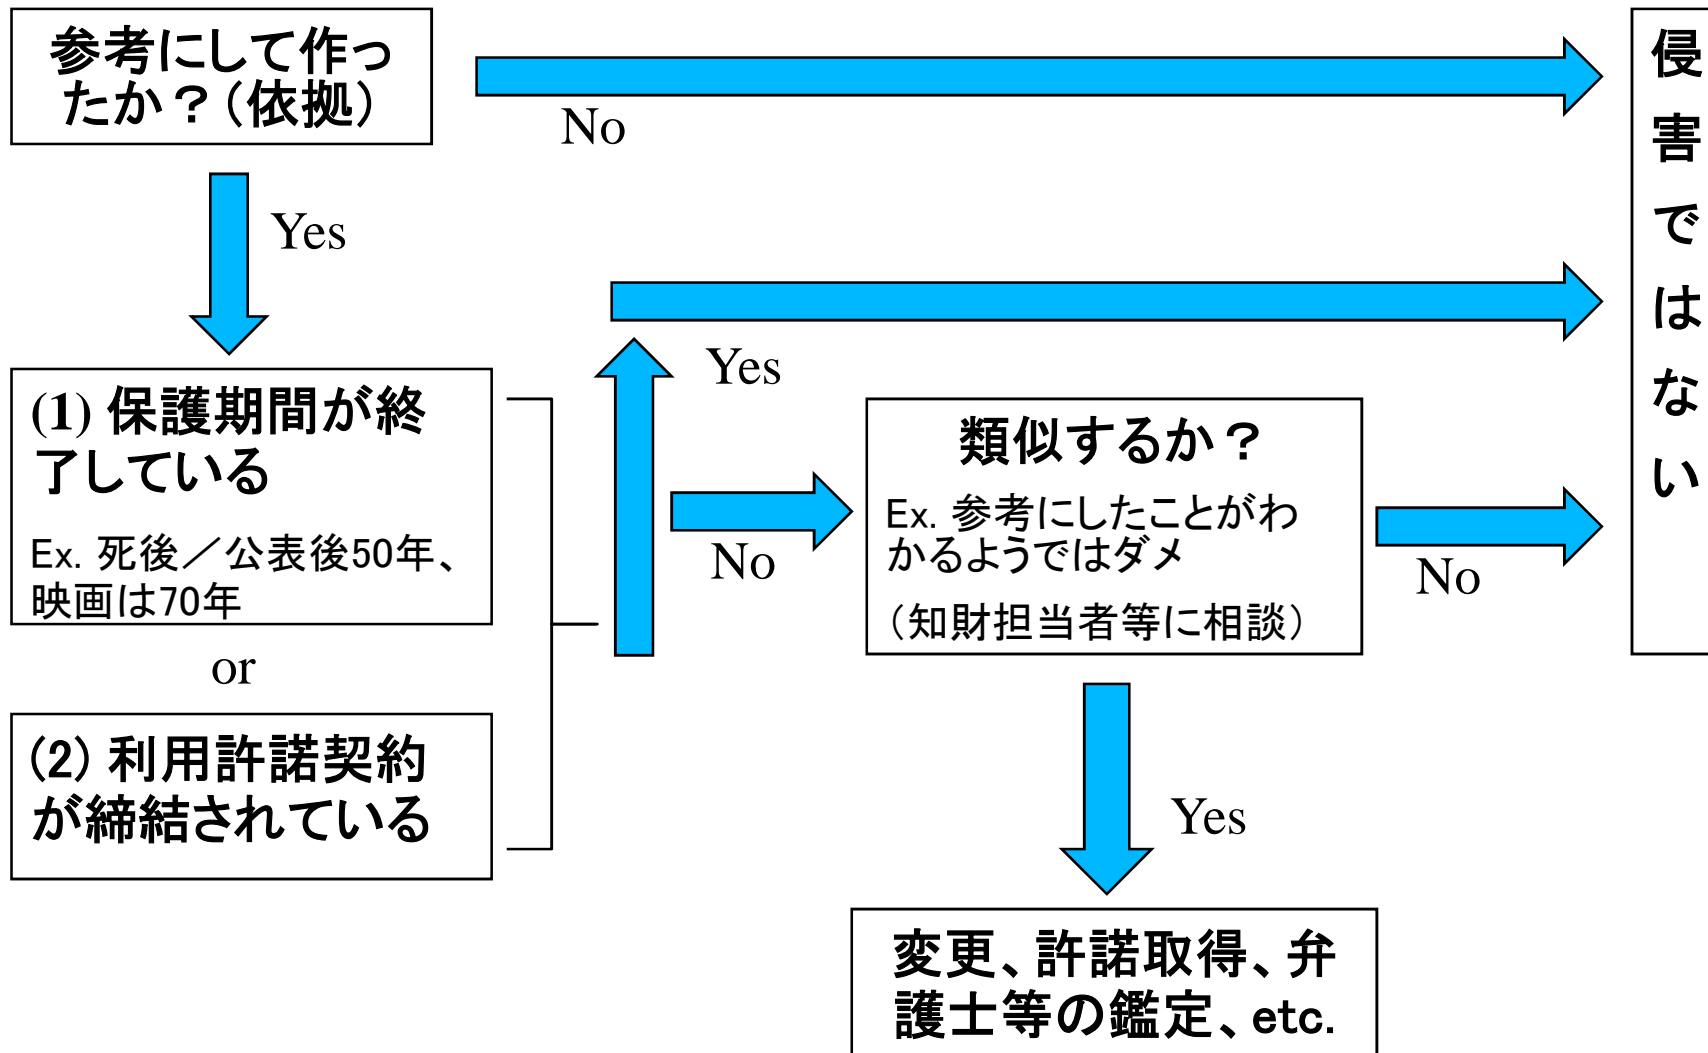 参考にして作っ
たか？（依拠）
No
侵
害
で
は
な
い
Yes
Yes
(1) 保護期間が終
了している
Ex. 死後／公表後50年、
映画は70年
or
(2) 利用許諾契約
が締結されている
No
類似するか？
Ex. 参考にしたことがわ
かるようではダメ
（知財担当者等に相談）
No
Yes
変更、許諾取得、弁
護士等の鑑定、etc.